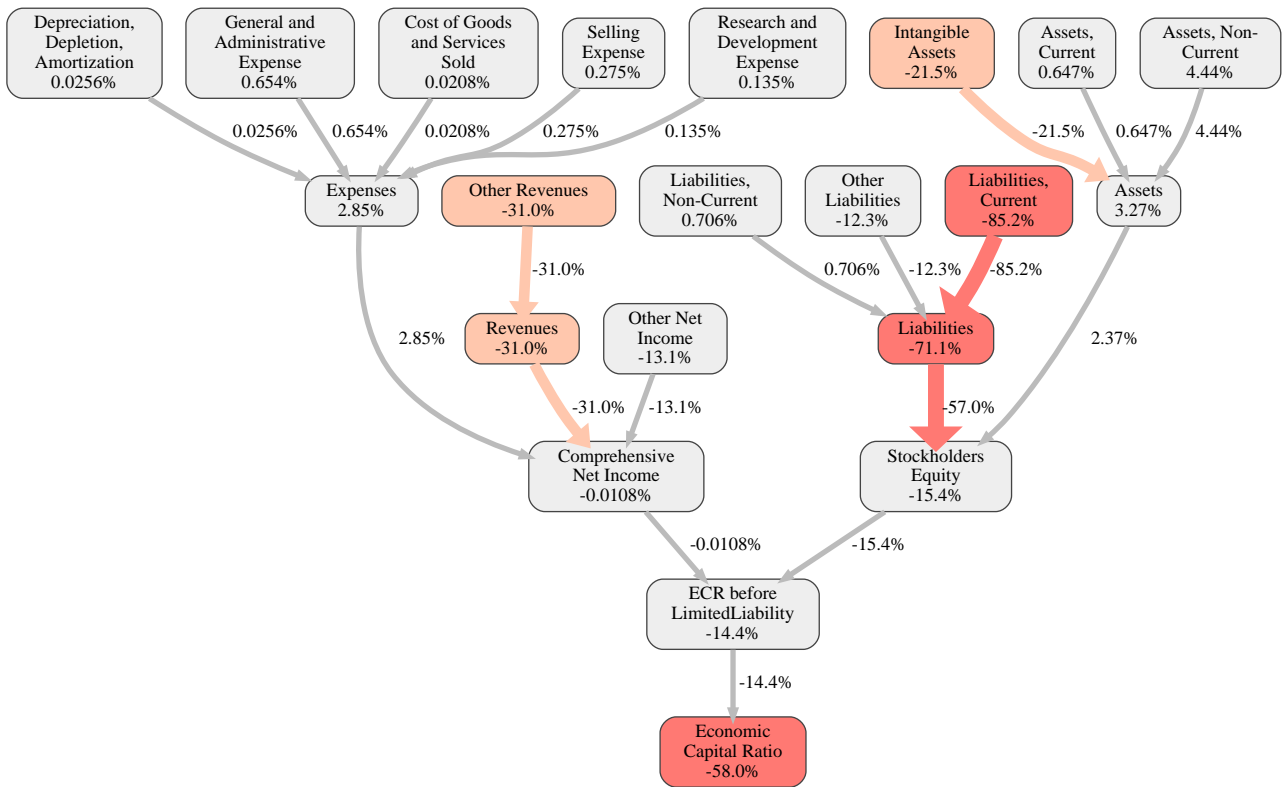 Depreciation,
Depletion,
Amortization
0.0256%
General and
Administrative
Expense
0.654%
Cost of Goods
and Services
Sold
0.0208%
Selling
Expense
0.275%
Research and
Development
Expense
0.135%
Intangible
Assets
-21.5%
Assets,
Current
0.647%
Assets, Non-
Current
4.44%
0.0256%
0.654%
0.0208%
0.275%
0.135%
-21.5%
0.647%
4.44%
Expenses
2.85%
Other Revenues
-31.0%
Liabilities,
Non-Current
0.706%
Other
Liabilities
-12.3%
Liabilities,
Current
-85.2%
Assets
3.27%
-31.0%
0.706%
-12.3%
-85.2%
2.85%
Revenues
-31.0%
Other Net
Income
-13.1%
Liabilities
-71.1%
2.37%
-31.0%
-13.1%
-57.0%
Comprehensive
Net Income
-0.0108%
Stockholders
Equity
-15.4%
-0.0108%
-15.4%
ECR before
LimitedLiability
-14.4%
-14.4%
Economic
Capital Ratio
-58.0%